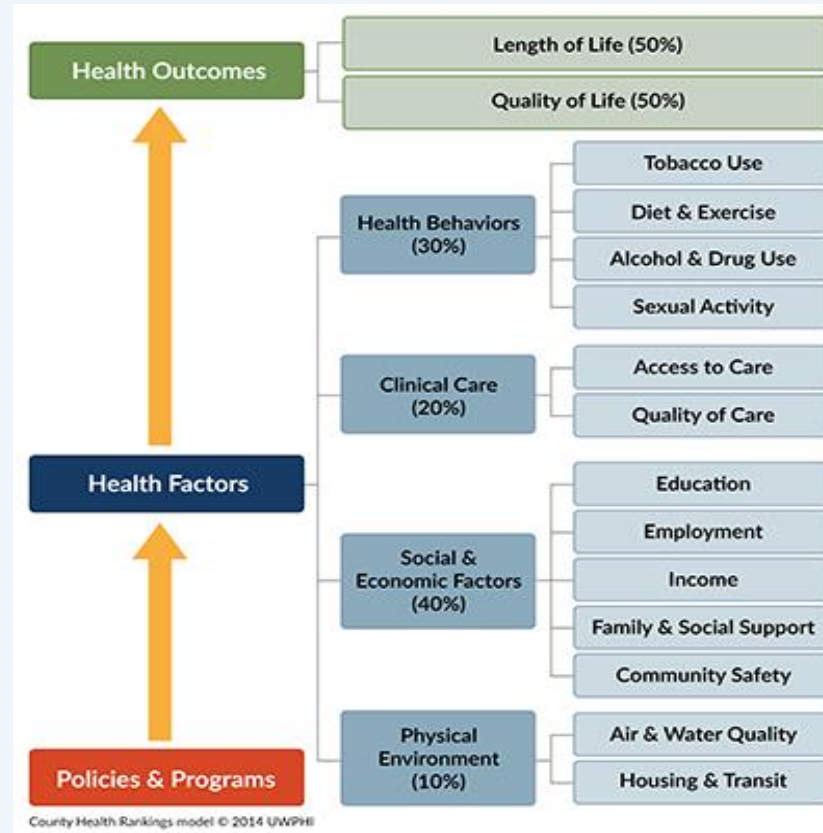 Health Outcomes
Length of Life (50%)
Quality of Life (50%)
Health Factors
Health Behaviors
(30%)
Tobacco Use
Diet & Exercise
Alcohol & Drug Use
Sexual Activity
Clinical Care
(20%)
Access to Care
Quality of Care
Social &
Economic Factors
(40%)
Education
Employment
Income
Family & Social Support
Community Safety
Physical
Environment
(10%)
Air & Water Quality
Housing & Transit
Policies & Programs
County Health Rankings model © 2014 UWPHI